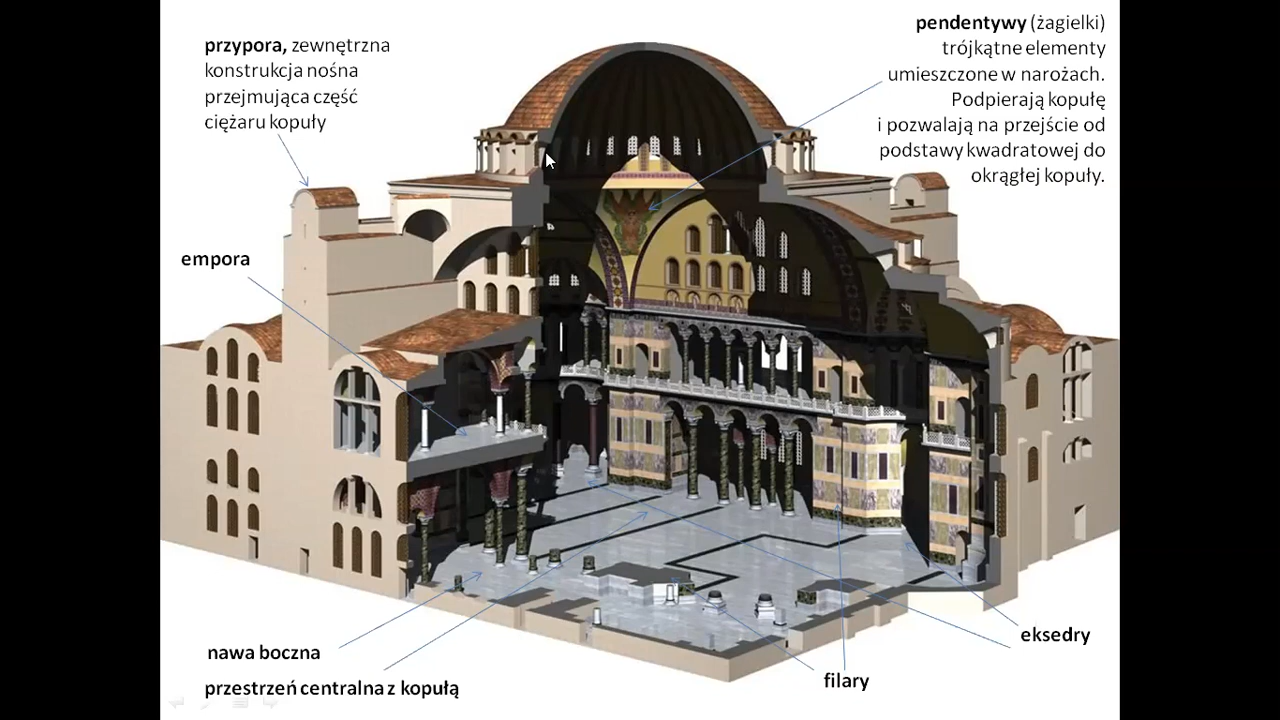 przypora, zewnętrzna
konstrukcja nośna
przejmująca część
ciężaru kopuły
pendentywy (żagielki)
trójkątne elementy
umieszczone w narożach.
Podpierają kopułę
i pozwalają na przejście od
podstawy kwadratowej do
okrągłej kopuły.
empora
nawa boczna
przestrzeń centralna z kopułą
filary
eksedry